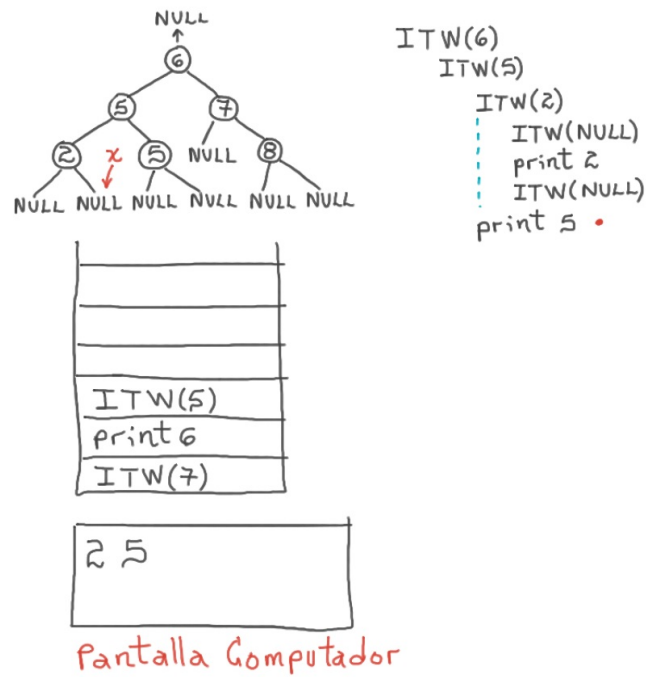 NULL
6
5 7
2 x 5 NULL 8
NULL NULL NULL NULL NULL NULL
ITW(6)
ITW(5)
ITW(2)
ITW(NULL)
print 2
ITW(NULL)
print 5
ITW(5)
print 6
ITW(7)
2 5
Pantalla Computador